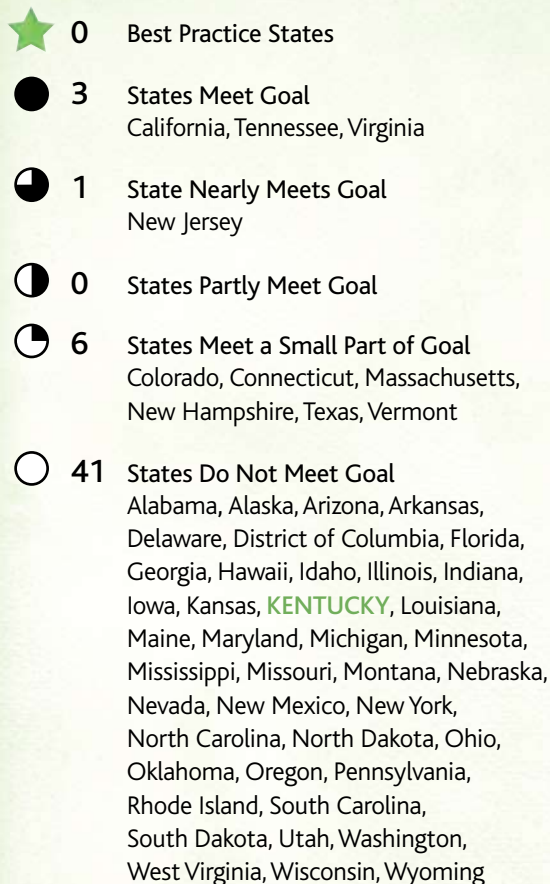 0 Best Practice States
3 States Meet Goal
California, Tennessee, Virginia
1 State Nearly Meets Goal
New Jersey
0 States Partly Meet Goal
6 States Meet a Small Part of Goal
Colorado, Connecticut, Massachusetts,
New Hampshire, Texas, Vermont
41 States Do Not Meet Goal
Alabama, Alaska, Arizona, Arkansas,
Delaware, District of Columbia, Florida,
Georgia, Hawaii, Idaho, Illinois, Indiana,
Iowa, Kansas, KENTUCKY, Louisiana,
Maine, Maryland, Michigan, Minnesota,
Mississippi, Missouri, Montana, Nebraska,
Nevada, New Mexico, New York,
North Carolina, North Dakota, Ohio,
Oklahoma, Oregon, Pennsylvania,
Rhode Island, South Carolina,
South Dakota, Utah, Washington,
West Virginia, Wisconsin, Wyoming